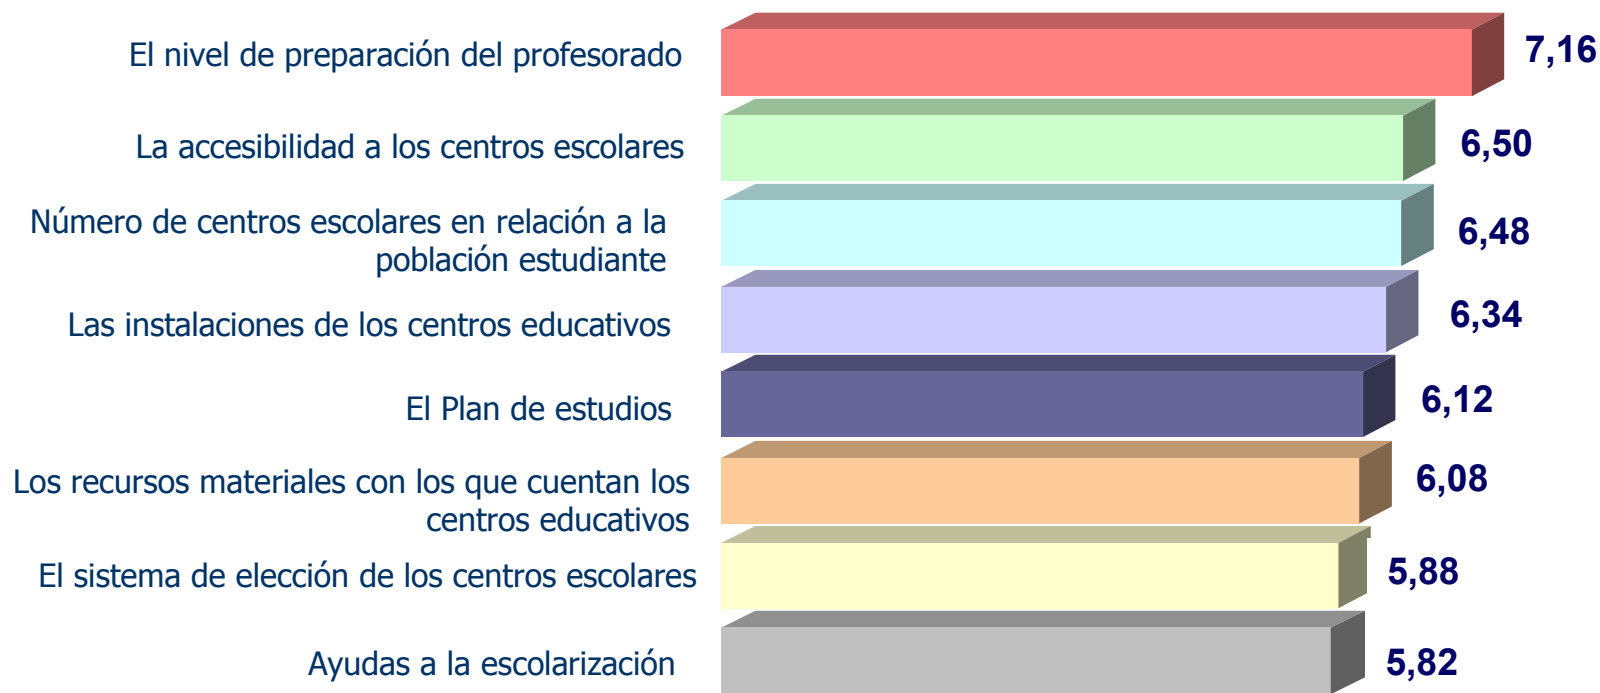 El nivel de preparación del profesorado
7,16
La accesibilidad a los centros escolares
6,50
Número de centros escolares en relación a la
población estudiante
6,48
Las instalaciones de los centros educativos
6,34
El Plan de estudios
6,12
Los recursos materiales con los que cuentan los
centros educativos
6,08
El sistema de elección de los centros escolares
5,88
Ayudas a la escolarización
5,82